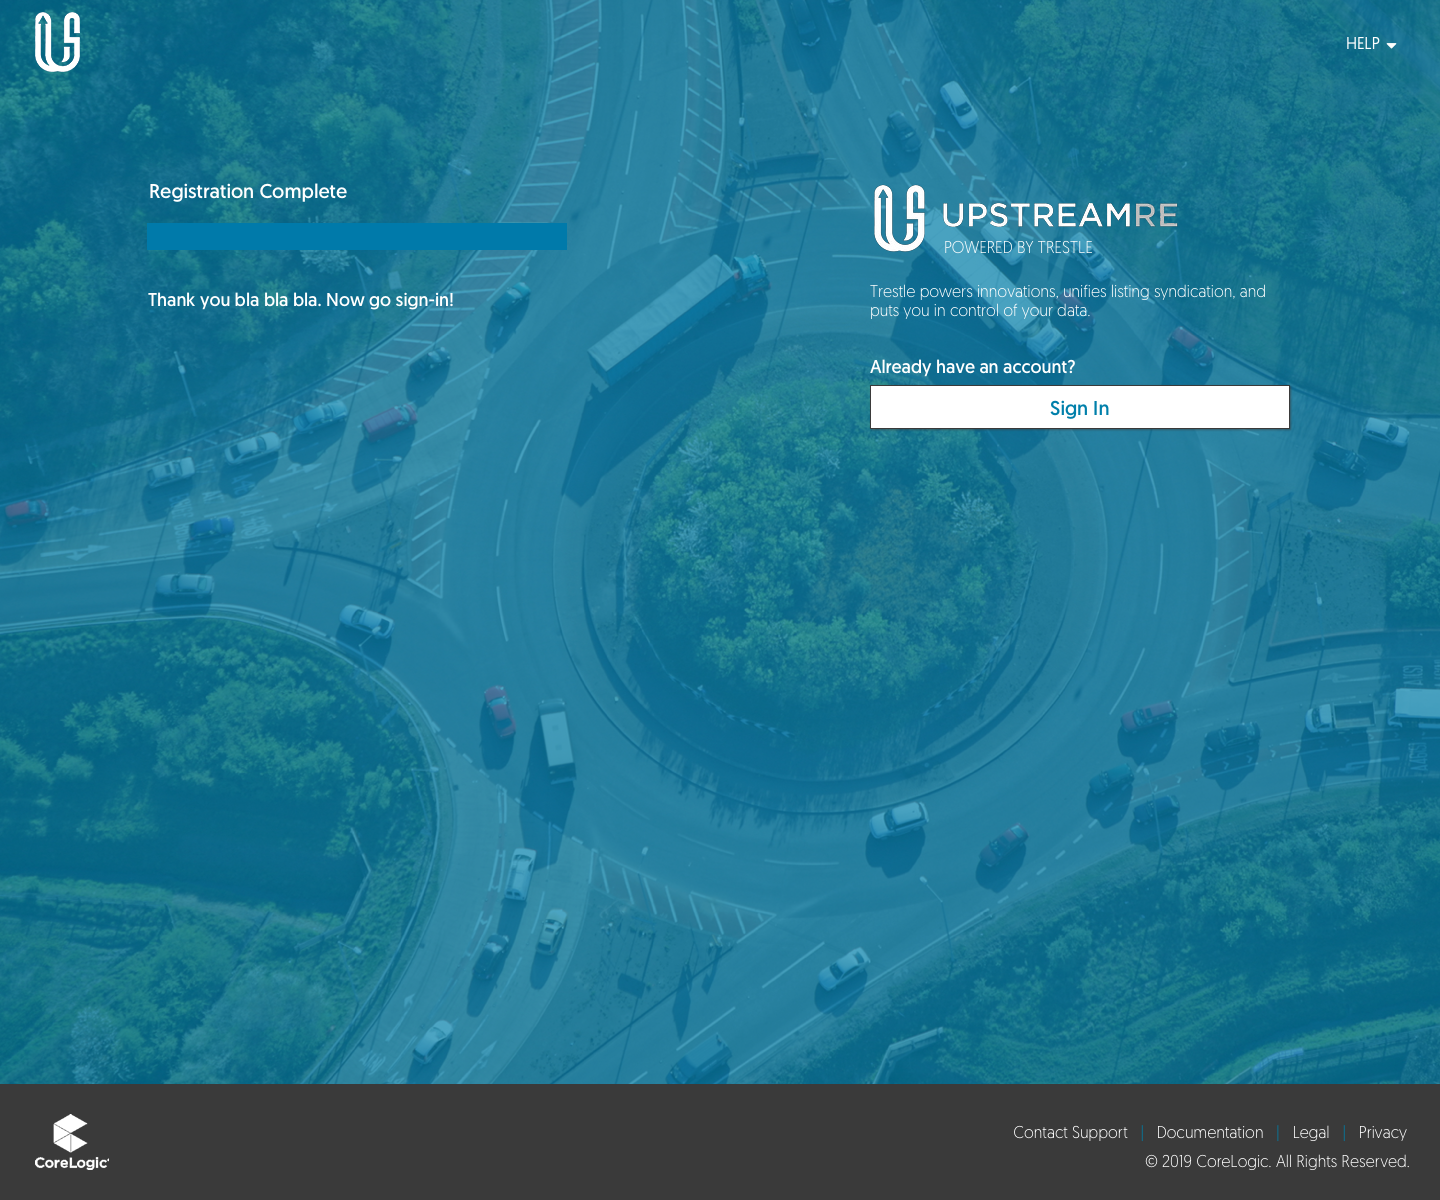 HELP
Registration Complete
Thank you bla bla bla. Now go sign-in!
UPSTREAMRE
POWERED BY TRESTLE
Trestle powers innovations, unifies listing syndication, and
puts you in control of your data.
Already have an account?
Sign In
CoreLogic
Contact Support | Documentation | Legal | Privacy
© 2019 CoreLogic. All Rights Reserved.